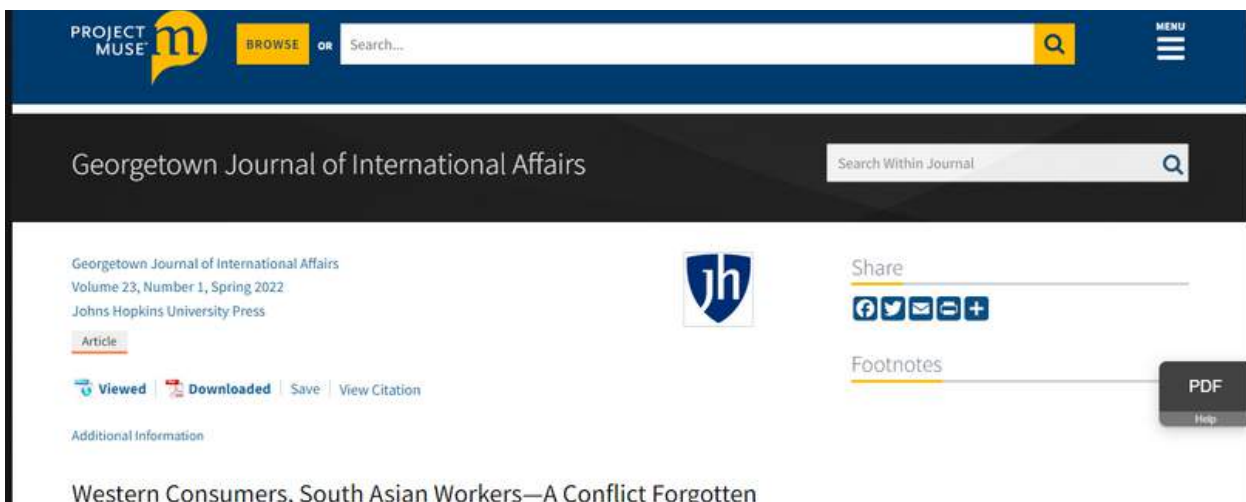 PROJECT
MUSE
BROWSE OR Search...
MENU
Georgetown Journal of International Affairs
Search Within Journal
Georgetown Journal of International Affairs
Volume 23, Number 1, Spring 2022
Johns Hopkins University Press
Article
Viewed Downloaded Save View Citation
Additional Information
jh
Share
Footnotes
PDF
Help
Western Consumers, South Asian Workers—A Conflict Forgotten